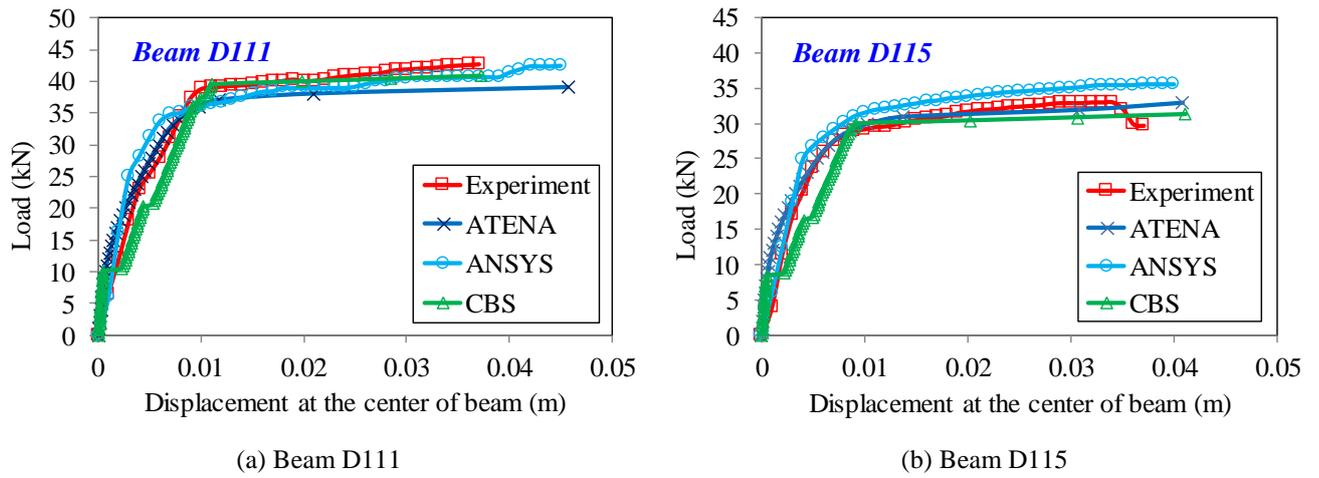 Beam D111
50
45
40
35
30
25
20
15
10
5
0
Load (kN)
Experiment
ATENA
ANSYS
CBS
0 0.01 0.02 0.03 0.04 0.05
Displacement at the center of beam (m)
(a) Beam D111
Beam D115
45
40
35
30
25
20
15
10
5
0
Load (kN)
Experiment
ATENA
ANSYS
CBS
0 0.01 0.02 0.03 0.04 0.05
Displacement at the center of beam (m)
(b) Beam D115